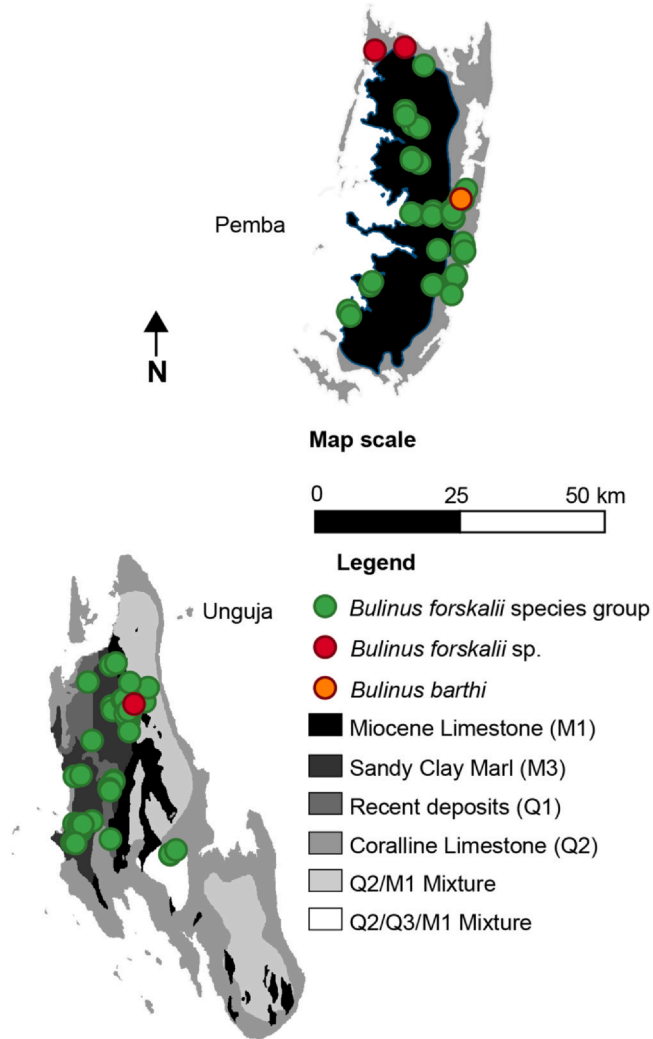 Pemba
N
Map scale
0 25 50 km
Legend
Unguja
Bulinus forskalii species group
Bulinus forskalii sp.
Bulinus barthi
Miocene Limestone (M1)
Sandy Clay Marl (M3)
Recent deposits (Q1)
Coralline Limestone (Q2)
Q2/M1 Mixture
Q2/Q3/M1 Mixture